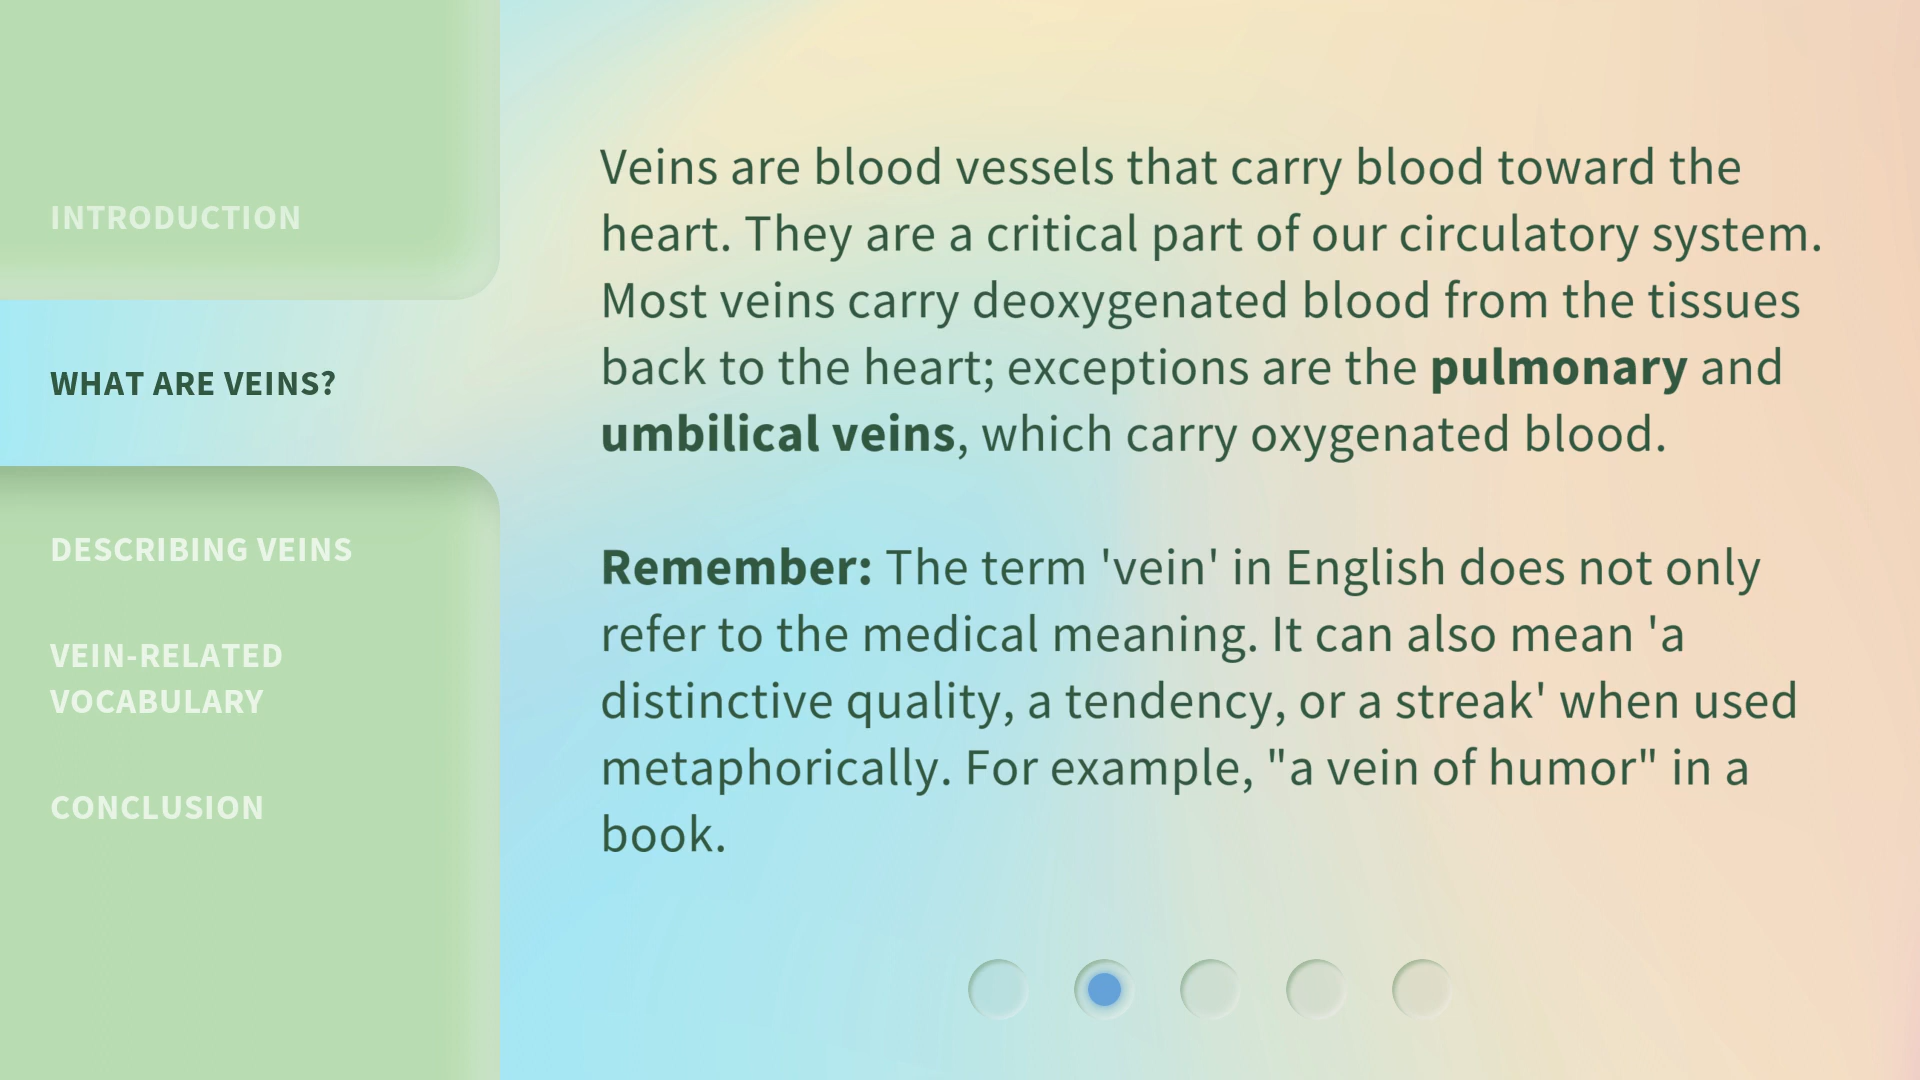 INTRODUCTION
WHAT ARE VEINS?
DESCRIBING VEINS
VEIN-RELATED
VOCABULARY
CONCLUSION
Veins are blood vessels that carry blood toward the
heart. They are a critical part of our circulatory system.
Most veins carry deoxygenated blood from the tissues
back to the heart; exceptions are the pulmonary and
umbilical veins, which carry oxygenated blood.
Remember: The term 'vein' in English does not only
refer to the medical meaning. It can also mean 'a
distinctive quality, a tendency, or a streak' when used
metaphorically. For example, "a vein of humor" in a
book.